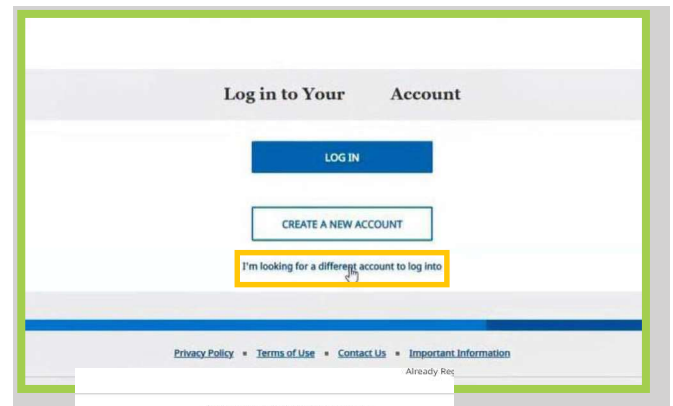 Log in to Your Account
LOG IN
CREATE A NEW ACCOUNT
I'm looking for a different account to log into
Privacy Policy ▪ Terms of Use ▪ Contact Us ▪ Important Information
Already